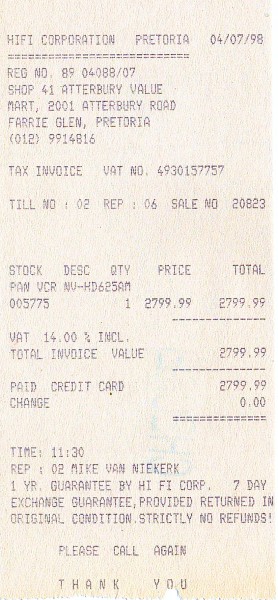 HIFI CORPORATION PRETORIA 04/07/98
===========================
REG NO. 89 04088/07
SHOP 41 ATTERBURY VALUE
MART, 2001 ATTERBURY ROAD
FARRIE GLEN, PRETORIA
(012) 9914816
TAX INVOICE VAT NO. 4930157757
TILL NO : 02 REP : 06 SALE NO 20823
STOCK DESC QTY PRICE TOTAL
PAN VCR NV-HD625AM
005775 1 2799.99 2799.99
--------------
VAT 14.00 % INCL.
TOTAL INVOICE VALUE 2799.99
--------------
PAID CREDIT CARD 2799.99
CHANGE 0.00
==============
TIME: 11:30
REP : 02 MIKE VAN NIEKERK
1 YR. GUARANTEE BY HI FI CORP. 7 DAY
EXCHANGE GUARANTEE,PROVIDED RETURNED IN
ORIGINAL CONDITION.STRICTLY NO REFUNDS!
PLEASE CALL AGAIN
T H A N K Y O U